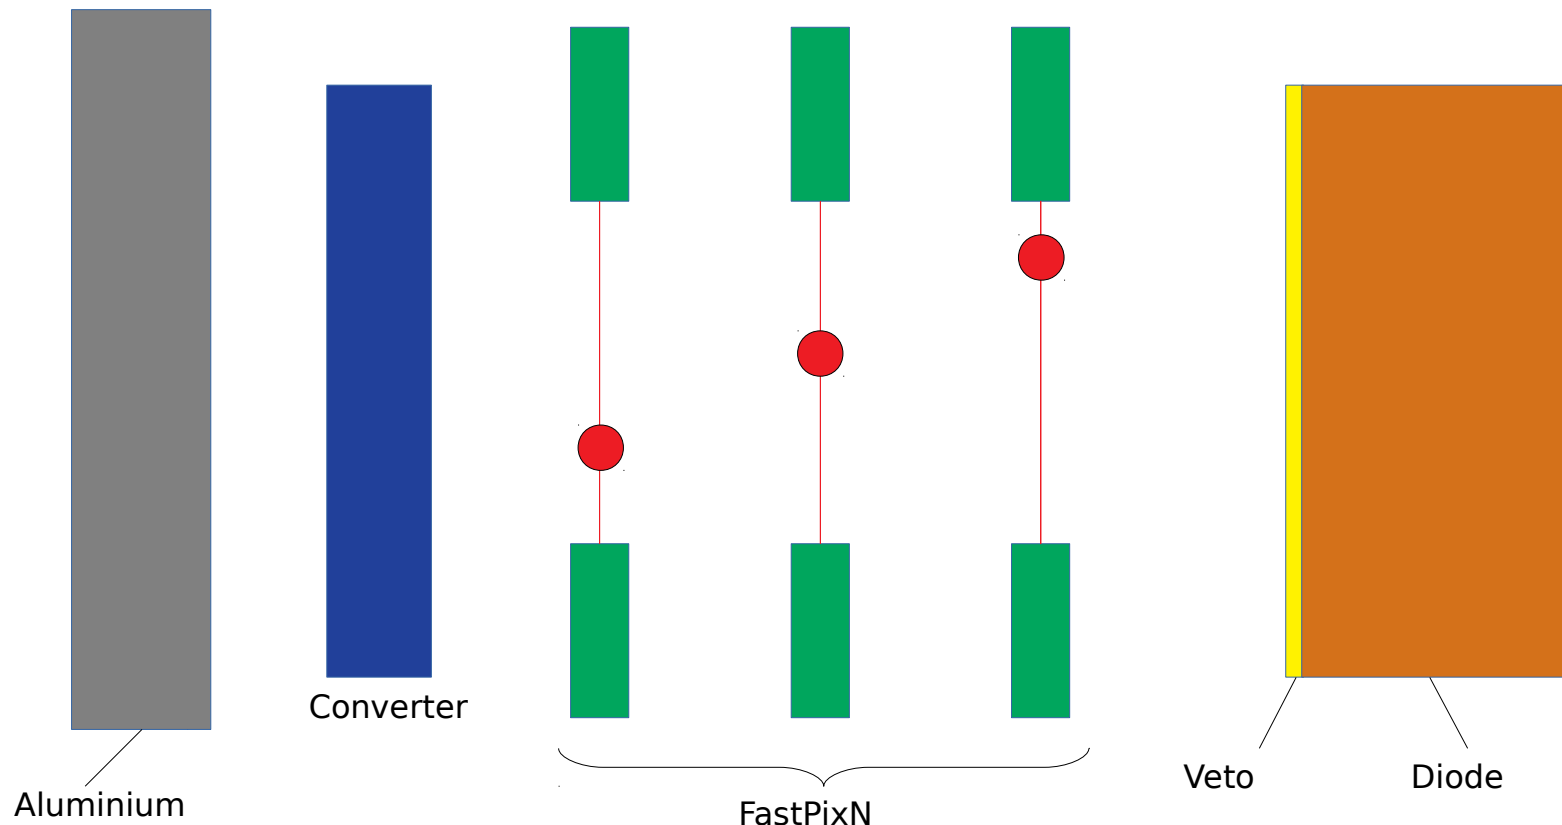 Converter
Aluminium
FastPixN
Veto
Diode